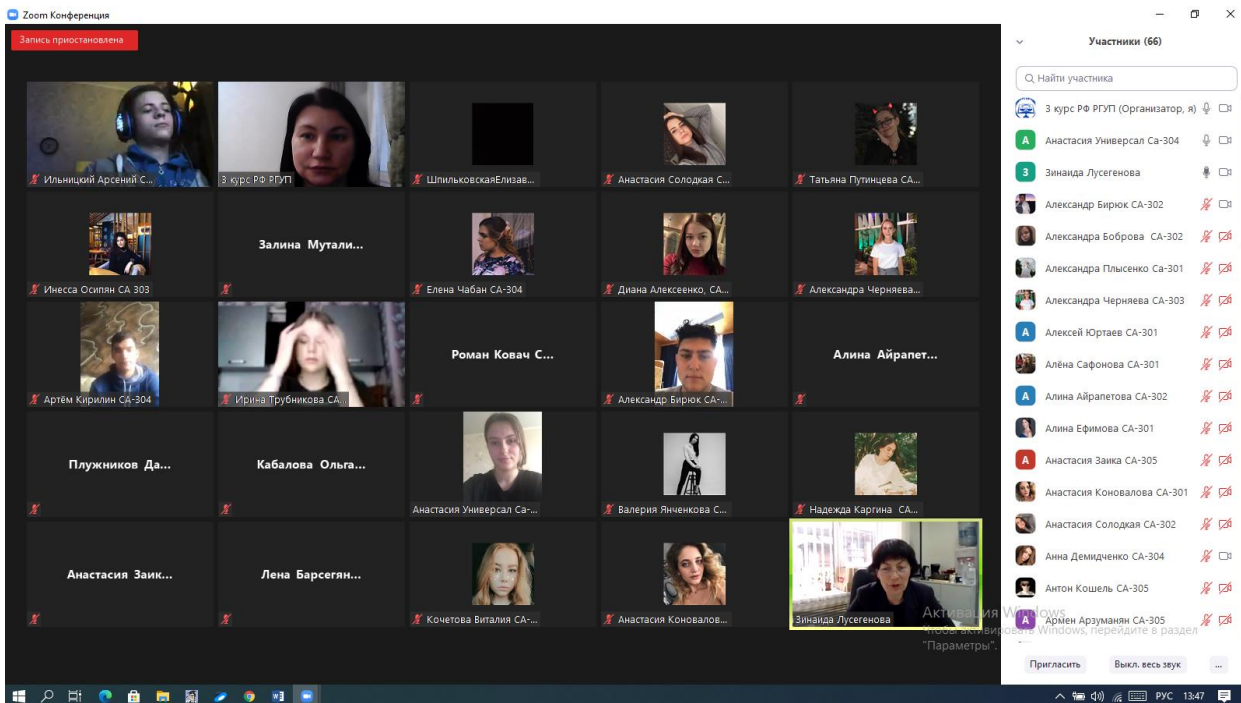 Zoom Конференция
Запись приостановлена
Ильницкий Арсений С...
3 курс РФ РГУП
ШпильковскаяЕлизав...
Анастасия Солодкая С...
Татьяна Путинцева СА...
Инесса Осипян СА 303
Залина Мутали...
Елена Чабан СА-304
Диана Алексеенко, СА...
Александра Черняева...
Артём Кирилин СА-304
Ирина Трубникова СА...
Роман Ковач С...
Александр Бирюк СА-...
Алина Айрапет...
Плужников Да...
Кабалова Ольга...
Анастасия Универсал Са-...
Валерия Янченкова С...
Надежда Каргина СА...
Анастасия Заик...
Лена Барсегян...
Кочетова Виталия СА-...
Анастасия Коновалов...
Зинаида Лусегенова
Участники (66)
Найти участника
3 курс РФ РГУП (Организатор, я)
А Анастасия Универсал Са-304
З Зинаида Лусегенова
Александр Бирюк СА-302
Александра Боброва СА-302
Александра Плысенко Са-301
Александра Черняева СА-303
А Алексей Юртаев СА-301
Алёна Сафонова СА-301
А Алина Айрапетова СА-302
Алина Ефимова СА-301
А Анастасия Заика СА-305
Анастасия Коновалова СА-301
Анастасия Солодкая СА-302
Анна Демидченко СА-304
Антон Кошель СА-305
А Армен Арзуманян СА-305
Активация Windows
Чтобы активировать Windows, перейдите в раздел
"Параметры".
Пригласить
Выкл. весь звук
...
РУС
13:47